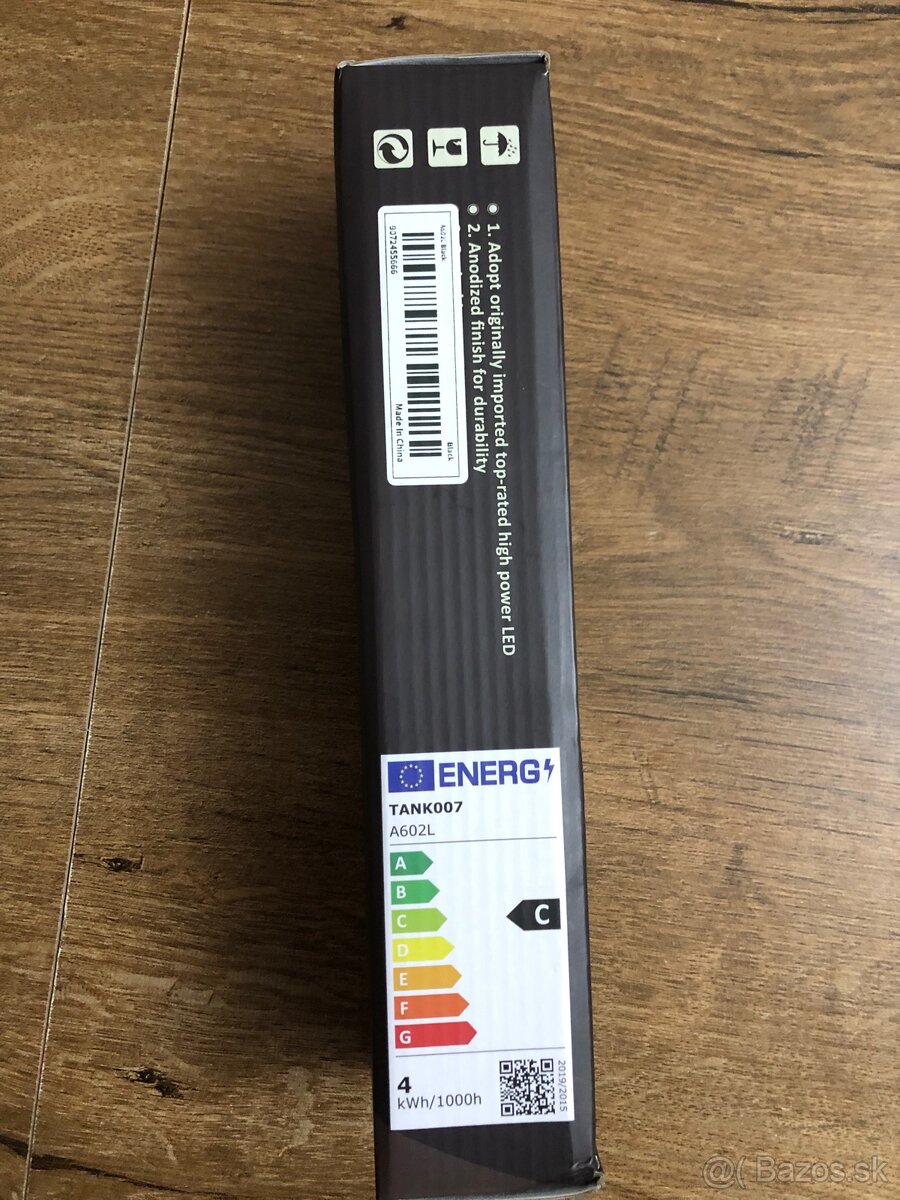 1. Adopt originally imported top-rated high power LED
2. Anodized finish for durability
A602L Black
Black
9072455666
Made In China
ENERG
TANK007
A602L
A
B
C
D
E
F
G
C
4
kWh/1000h
2019/2015
@( Bazos.sk